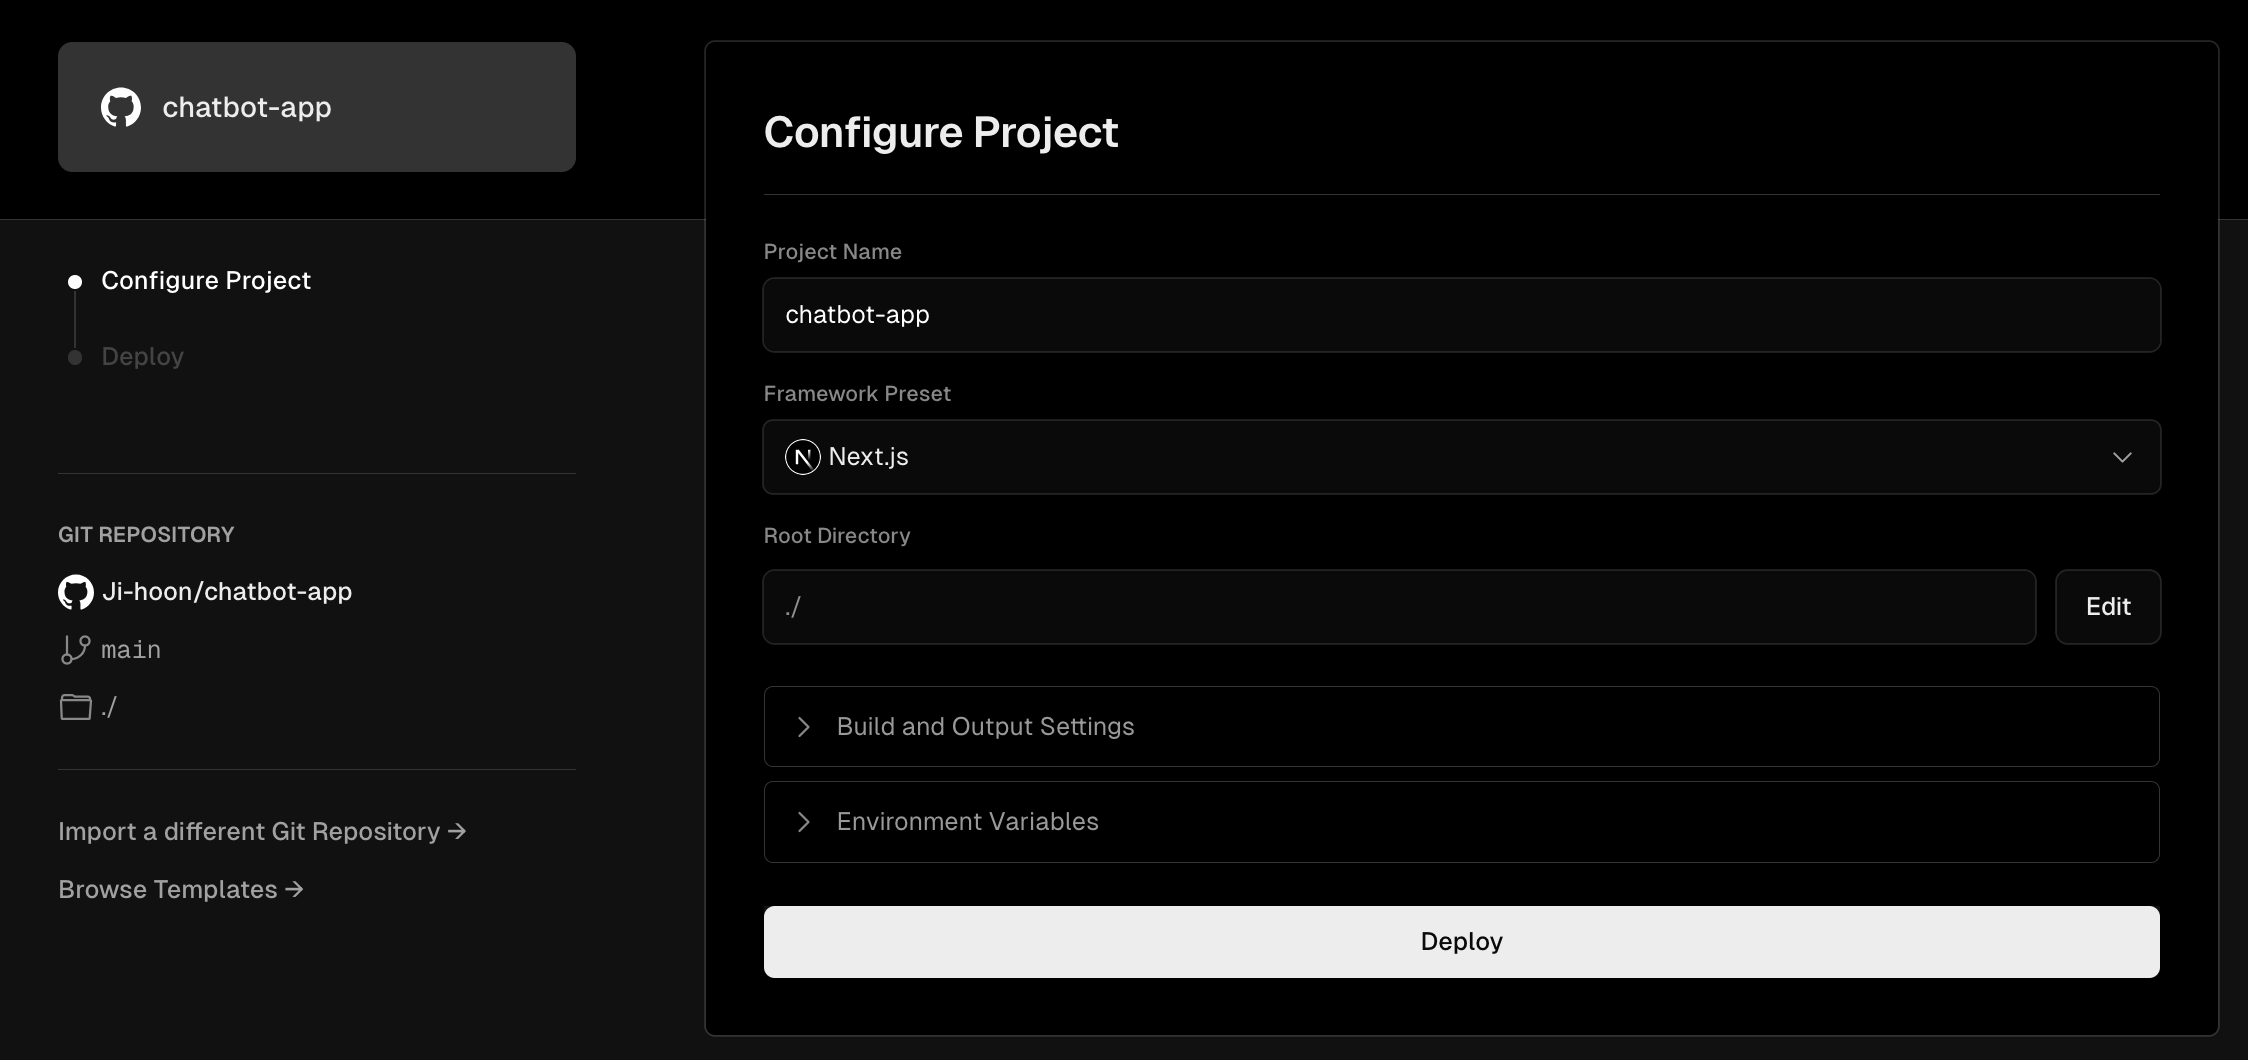 chatbot-app
Configure Project
Deploy
GIT REPOSITORY
Ji-hoon/chatbot-app
main
./
Import a different Git Repository →
Browse Templates →
Configure Project
Project Name
chatbot-app
Framework Preset
N Next.js
Root Directory
./
Edit
Build and Output Settings
Environment Variables
Deploy